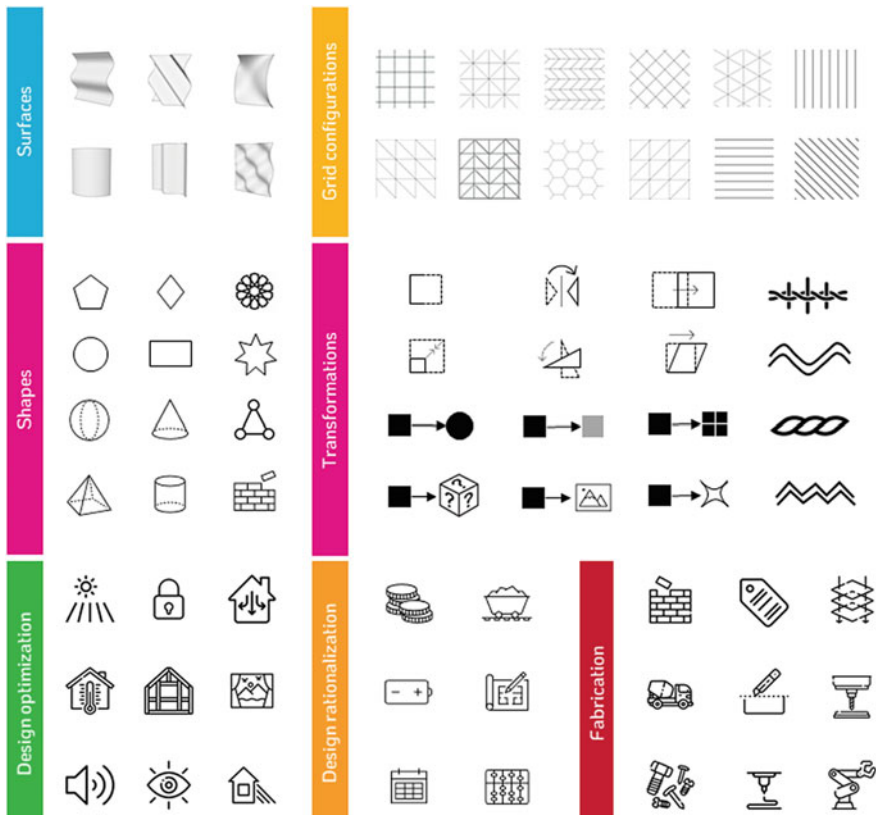 Surfaces
Grid configurations
Shapes
Transformations
?
? ?
Design optimization
Design rationalization
Fabrication
- +